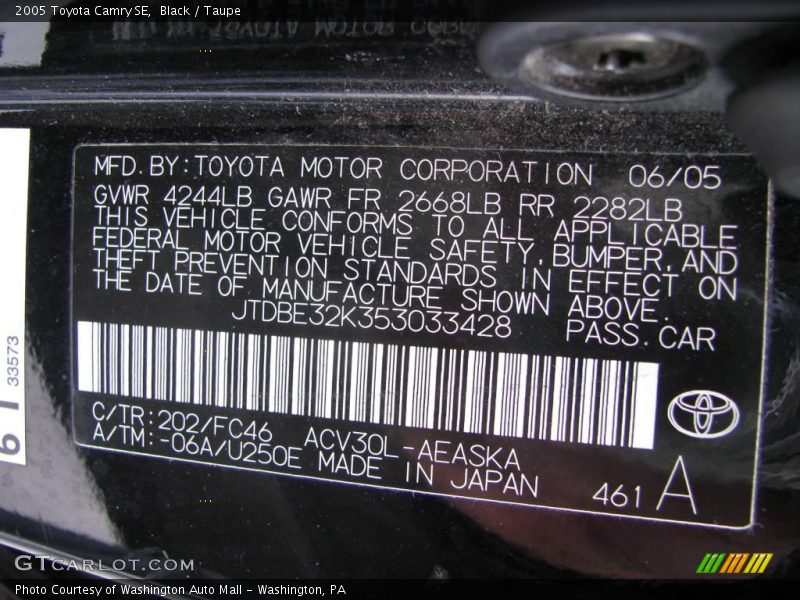 2005 Toyota Camry SE, Black / Taupe
MFD. BY: TOYOTA MOTOR CORPORATION 06/05
GVWR 4244LB GAWR FR 2668LB RR 2282LB
THIS VEHICLE CONFORMS TO ALL APPLICABLE
FEDERAL MOTOR VEHICLE SAFETY, BUMPER, AND
THEFT PREVENTION STANDARDS IN EFFECT ON
THE DATE OF MANUFACTURE SHOWN ABOVE.
JTDBE32K353033428 PASS. CAR
33573
C/TR: 202/FC46 ACV30L-AEASKA
A/TM: -06A/U250E MADE IN JAPAN
461 A
GTCARLOT.COM
Photo Courtesy of Washington Auto Mall - Washington, PA